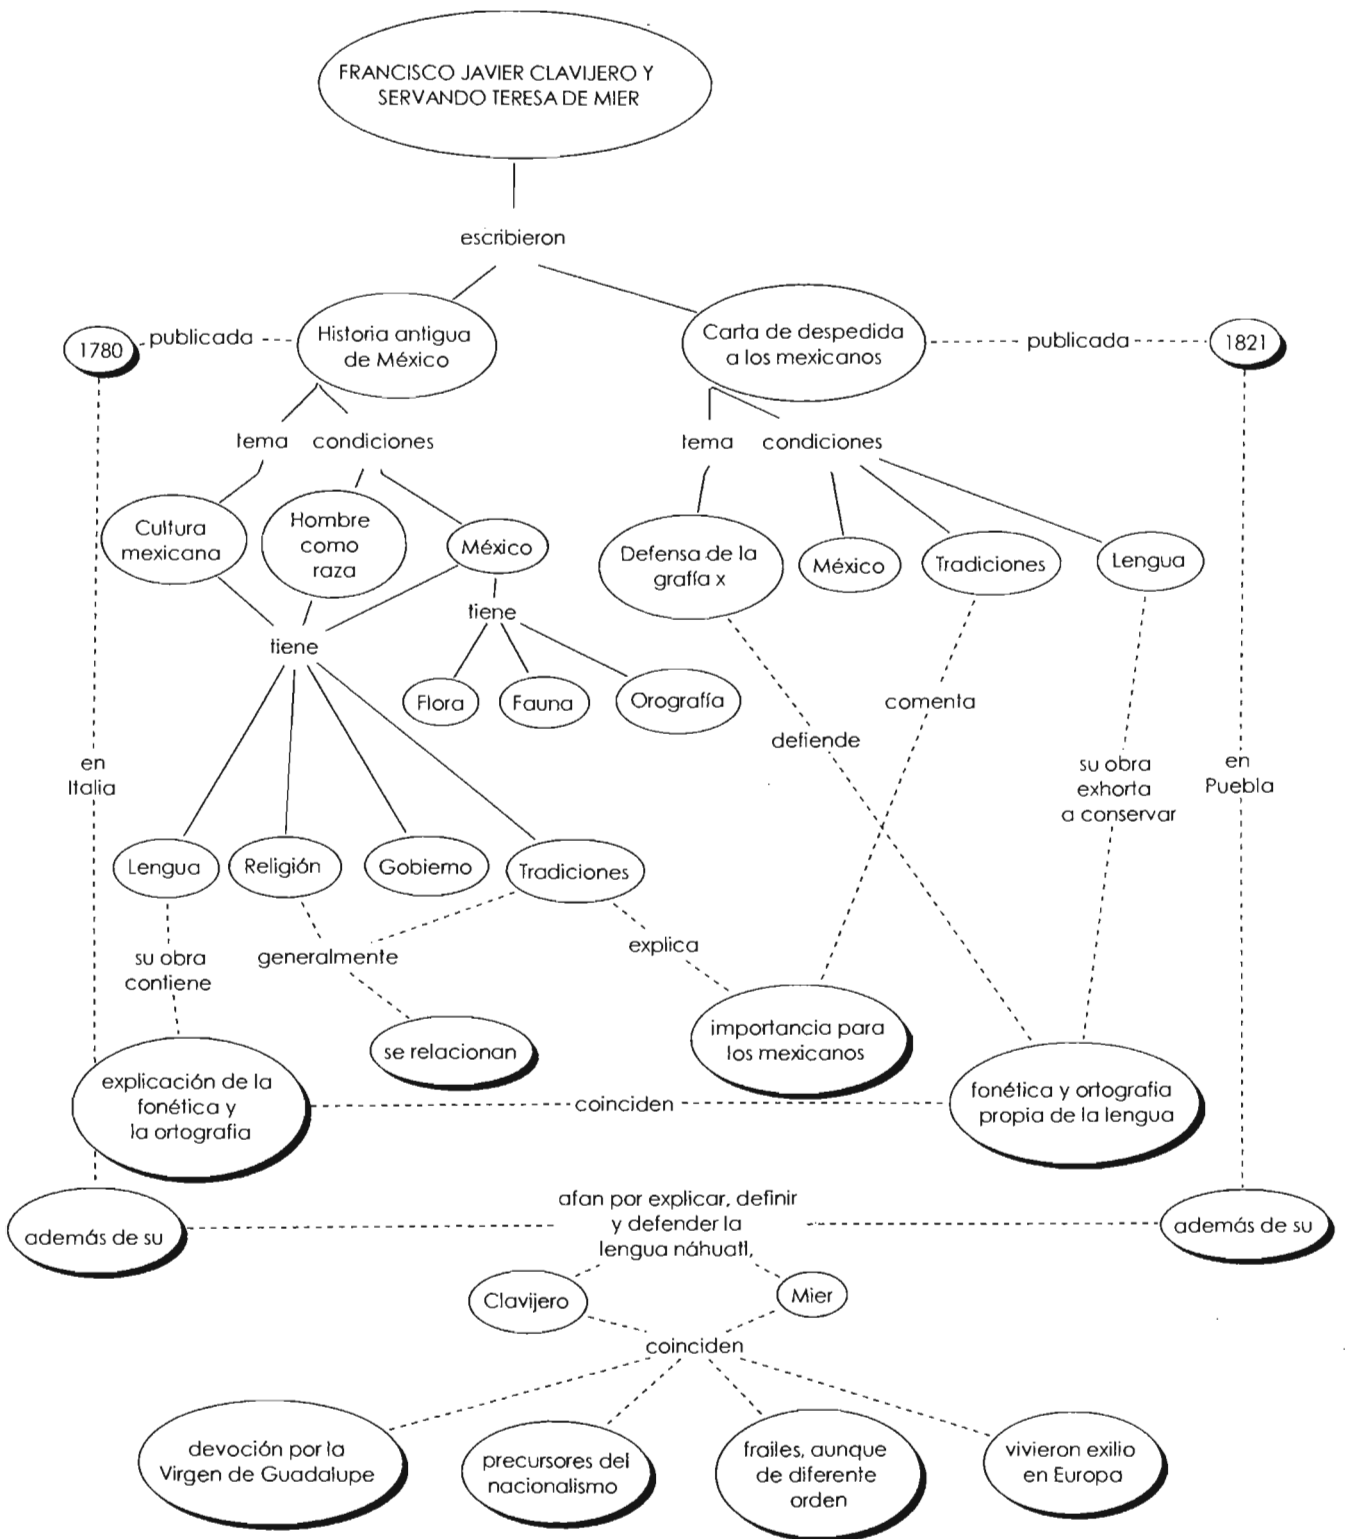 FRANCISCO JAVIER CLAVIJERO Y
SERVANDO TERESA DE MIER
escribieron
1780
publicada
Historia antigua
de México
Carta de despedida
a los mexicanos
publicada
1821
tema
condiciones
tema
condiciones
Cultura
mexicana
Hombre
como
raza
México
Defensa de la
grafía x
México
Tradiciones
Lengua
tiene
tiene
Flora
Fauna
Orografía
comenta
defiende
en
Italia
su obra
exhorta
a conservar
en
Puebla
Lengua
Religión
Gobierno
Tradiciones
su obra
contiene
generalmente
explica
se relacionan
importancia para
los mexicanos
explicación de la
fonética y
la ortografia
coinciden
fonética y ortografia
propia de la lengua
además de su
afan por explicar, definir
y defender la
lengua náhuatl,
además de su
Clavijero
Mier
coinciden
devoción por la
Virgen de Guadalupe
precursores del
nacionalismo
frailes, aunque
de diferente
orden
vivieron exilio
en Europa